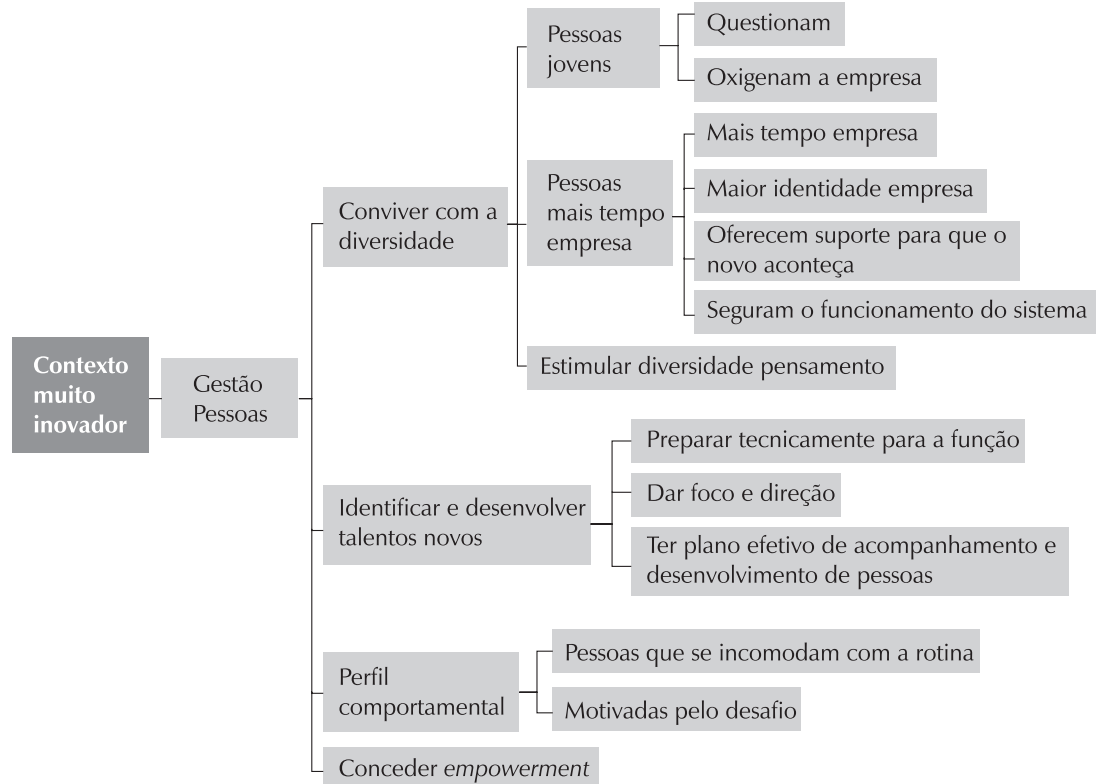 Contexto
muito
inovador
Gestão
Pessoas
Conviver com a
diversidade
Pessoas
jovens
Questionam
Oxigenam a empresa
Pessoas
mais tempo
empresa
Mais tempo empresa
Maior identidade empresa
Oferecem suporte para que o
novo aconteça
Seguram o funcionamento do sistema
Estimular diversidade pensamento
Identificar e desenvolver
talentos novos
Preparar tecnicamente para a função
Dar foco e direção
Ter plano efetivo de acompanhamento e
desenvolvimento de pessoas
Perfil
comportamental
Pessoas que se incomodam com a rotina
Motivadas pelo desafio
Conceder empowerment